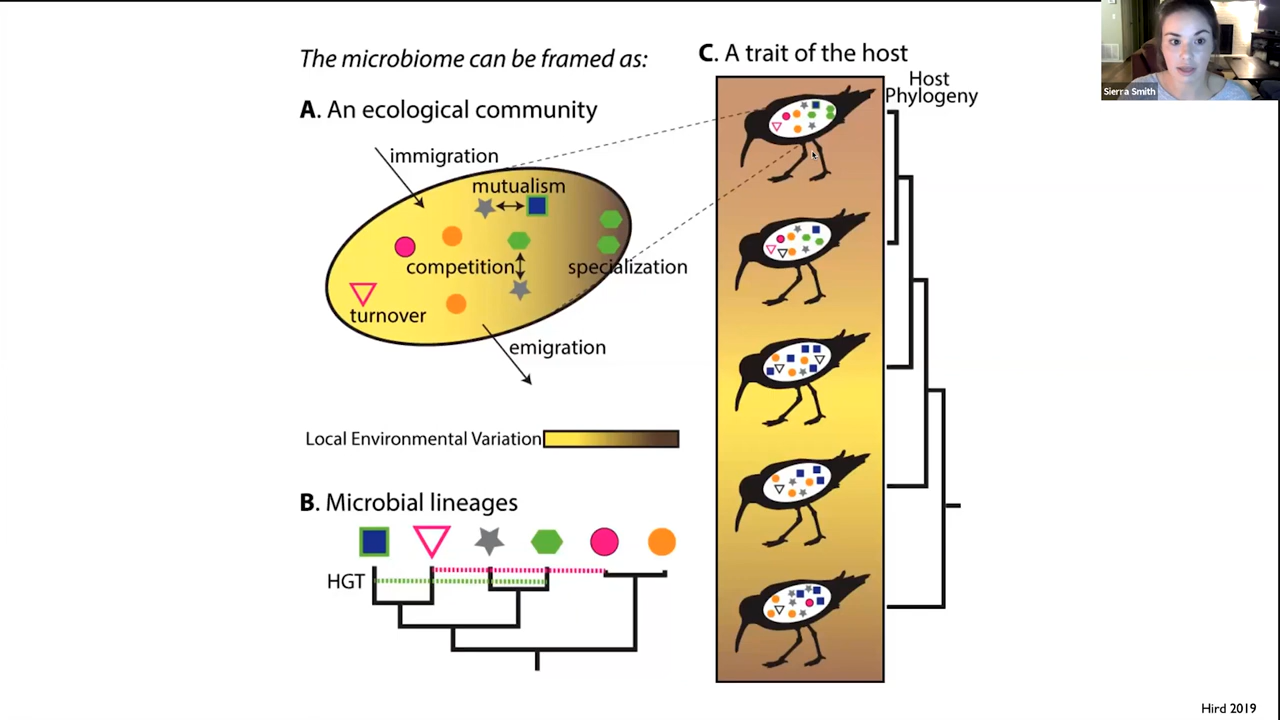 The microbiome can be framed as:
A. An ecological community
immigration
mutualism
competition
specialization
turnover
emigration
Local Environmental Variation
B. Microbial lineages
HGT
C. A trait of the host
Host
Phylogeny
Sierra Smith
Hird 2019